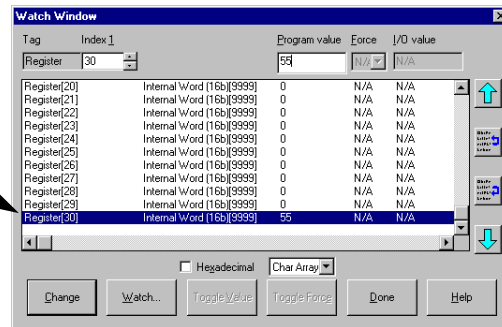 Watch Window
Tag Index 1 Program value Force I/O value
Register 30 55 N/A N/A
Register[20] Internal Word (16b)[9999] 0 N/A N/A
Register[21] Internal Word (16b)[9999] 0 N/A N/A
Register[22] Internal Word (16b)[9999] 0 N/A N/A
Register[23] Internal Word (16b)[9999] 0 N/A N/A
Register[24] Internal Word (16b)[9999] 0 N/A N/A
Register[25] Internal Word (16b)[9999] 0 N/A N/A
Register[26] Internal Word (16b)[9999] 0 N/A N/A
Register[27] Internal Word (16b)[9999] 0 N/A N/A
Register[28] Internal Word (16b)[9999] 0 N/A N/A
Register[29] Internal Word (16b)[9999] 0 N/A N/A
Register[30] Internal Word (16b)[9999] 55 N/A N/A
Hexadecimal Char Array
Change Watch... Toggle Value Toggle Force Done Help